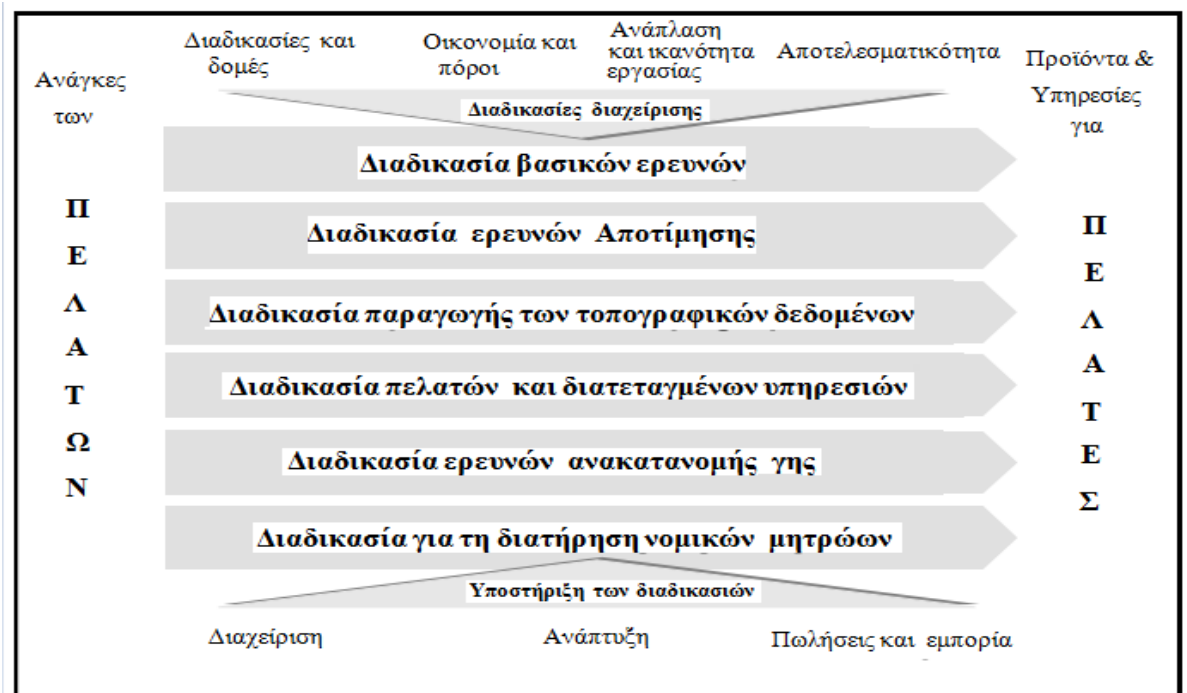 Διαδικασίες και
δομές
Οικονομία και
πόροι
Ανάπλαση
και ικανότητα
εργασίας
Αποτελεσματικότητα
Ανάγκες
των
ΠΕΛΑΤΩΝ
Προϊόντα &
Υπηρεσίες
για
ΠΕΛΑΤΕΣ
Διαδικασίες διαχείρισης
Διαδικασία βασικών ερευνών
Διαδικασία ερευνών Αποτίμησης
Διαδικασία παραγωγής των τοπογραφικών δεδομένων
Διαδικασία πελατών και διατεταγμένων υπηρεσιών
Διαδικασία ερευνών ανακατανομής γης
Διαδικασία για τη διατήρηση νομικών μητρώων
Υποστήριξη των διαδικασιών
Διαχείριση
Ανάπτυξη
Πωλήσεις και εμπορία